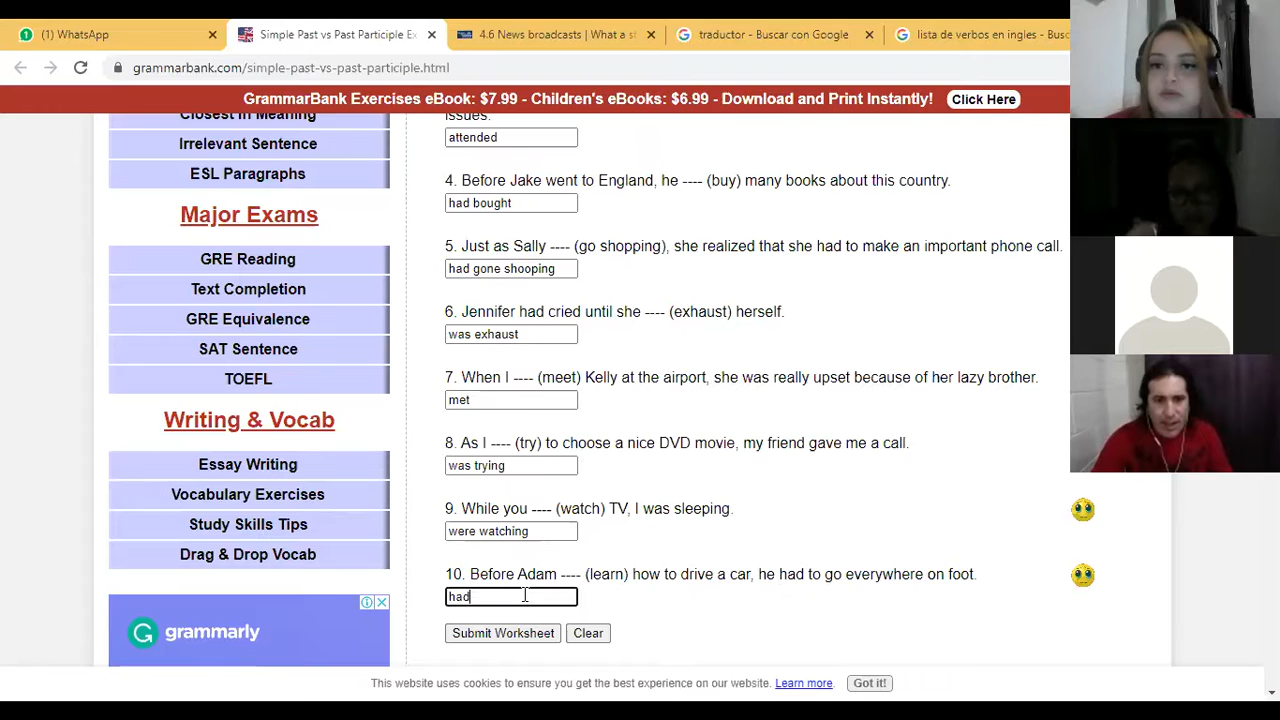 (1) WhatsApp
Simple Past vs Past Participle Ex
4.6 News broadcasts | What a st
traductor - Buscar con Google
lista de verbos en ingles - Busc
grammarbank.com/simple-past-vs-past-participle.html
GrammarBank Exercises eBook: $7.99 - Children's eBooks: $6.99 - Download and Print Instantly! Click Here
Closest in Meaning
Irrelevant Sentence
ESL Paragraphs
Major Exams
GRE Reading
Text Completion
GRE Equivalence
SAT Sentence
TOEFL
Writing & Vocab
Essay Writing
Vocabulary Exercises
Study Skills Tips
Drag & Drop Vocab
grammarly
issues.
attended
4. Before Jake went to England, he ---- (buy) many books about this country.
had bought
5. Just as Sally ---- (go shopping), she realized that she had to make an important phone call.
had gone shooping
6. Jennifer had cried until she ---- (exhaust) herself.
was exhaust
7. When I ---- (meet) Kelly at the airport, she was really upset because of her lazy brother.
met
8. As I ---- (try) to choose a nice DVD movie, my friend gave me a call.
was trying
9. While you ---- (watch) TV, I was sleeping.
were watching
10. Before Adam ---- (learn) how to drive a car, he had to go everywhere on foot.
had
Submit Worksheet Clear
This website uses cookies to ensure you get the best experience on our website. Learn more. Got it!